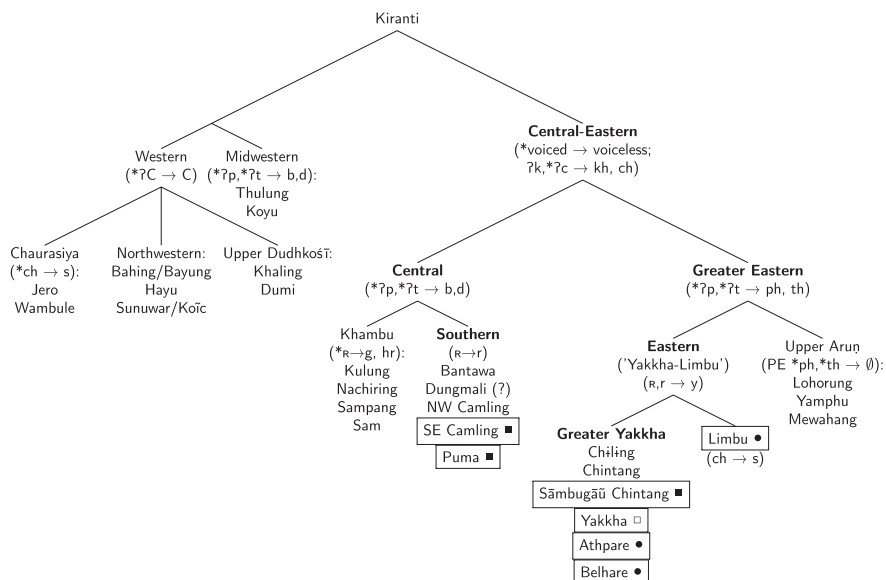 Kiranti
Central-Eastern
(*voiced → voiceless;
ʔk,*ʔc → kh, ch)
Western
(*ʔC → C)
Midwestern
(*ʔp,*ʔt → b,d):
Thulung
Koyu
Chaurasiya
(*ch → s):
Jero
Wambule
Northwestern:
Bahing/Bayung
Hayu
Sunuwar/Koĩc
Upper Dudhkośī:
Khaling
Dumi
Central
(*ʔp,*ʔt → b,d)
Greater Eastern
(*ʔp,*ʔt → ph, th)
Khambu
(*ʀ→g, hr):
Kulung
Nachiring
Sampang
Sam
Southern
(ʀ→r)
Bantawa
Dungmali (?)
NW Camling
SE Camling ■
Puma ■
Eastern
('Yakkha-Limbu')
(ʀ,r → y)
Upper Aruṇ
(PE *ph,*th → ∅):
Lohorung
Yamphu
Mewahang
Greater Yakkha
Chɨlɨng
Chintang
Sāmbugāũ Chintang ■
Yakkha □
Athpare ●
Belhare ●
Limbu ●
(ch → s)